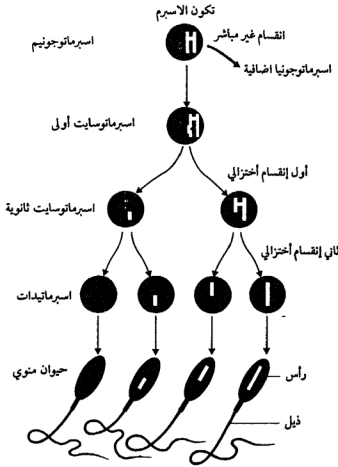 تكون الاسبرم
انقسام غير مباشر
اسبرماتوجونيم
اسبرماتوجونيا اضافية
اسبرماتوسايت أولى
أول إنقسام أختزالي
اسبرماتوسايت ثانوية
ثاني إنقسام أختزالي
اسبرماتيدات
حيوان منوي
رأس
ذيل